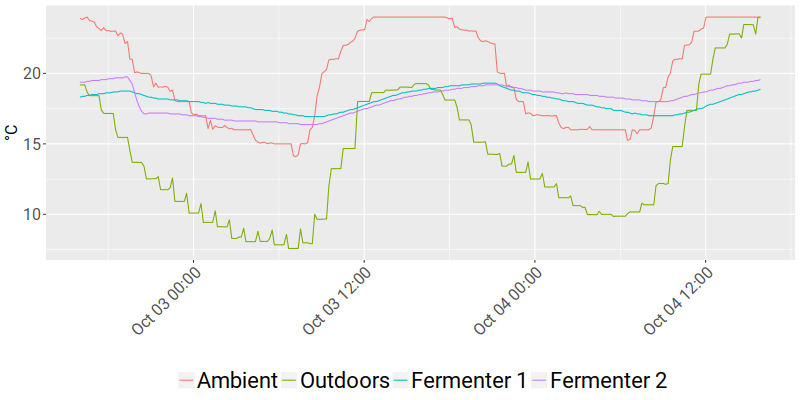 °C
20
15
10
Oct 03 00:00
Oct 03 12:00
Oct 04 00:00
Oct 04 12:00
Ambient Outdoors Fermenter 1 Fermenter 2